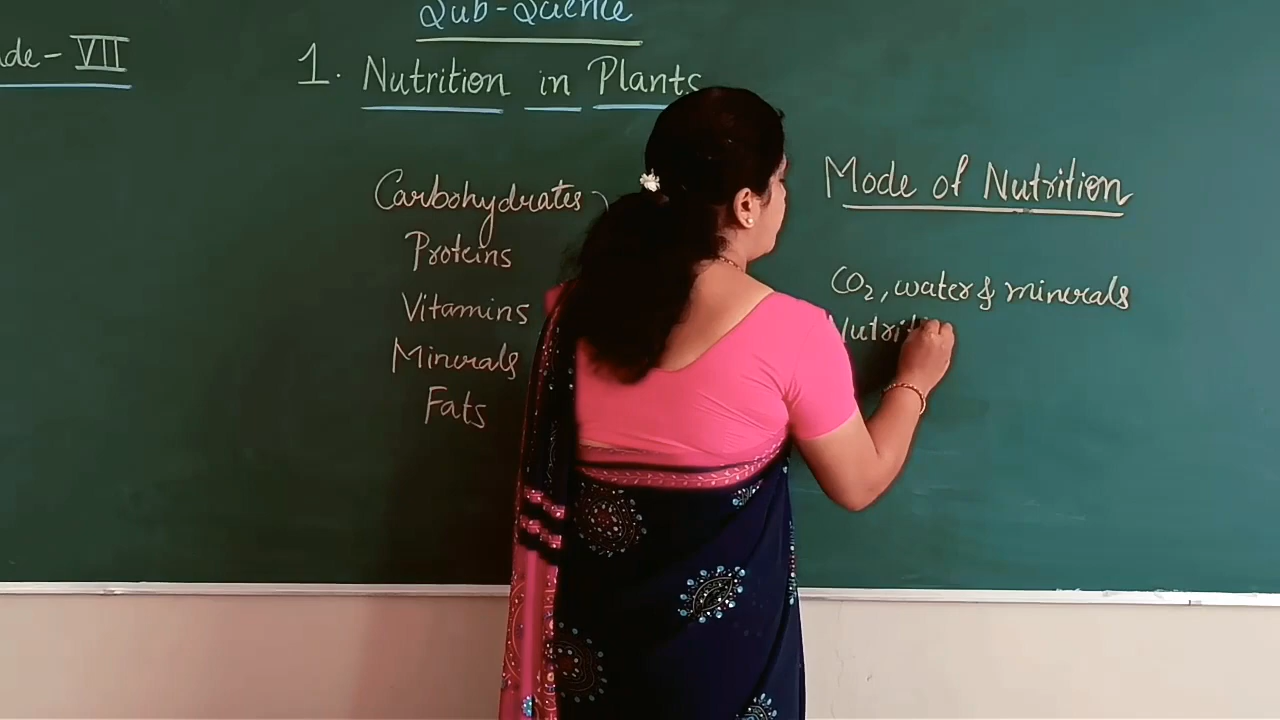 Sub-Science
de- VII
1. Nutrition in Plants
Carbohydrates
Proteins
Vitamins
Minerals
Fats
Mode of Nutrition
CO₂, water & minerals